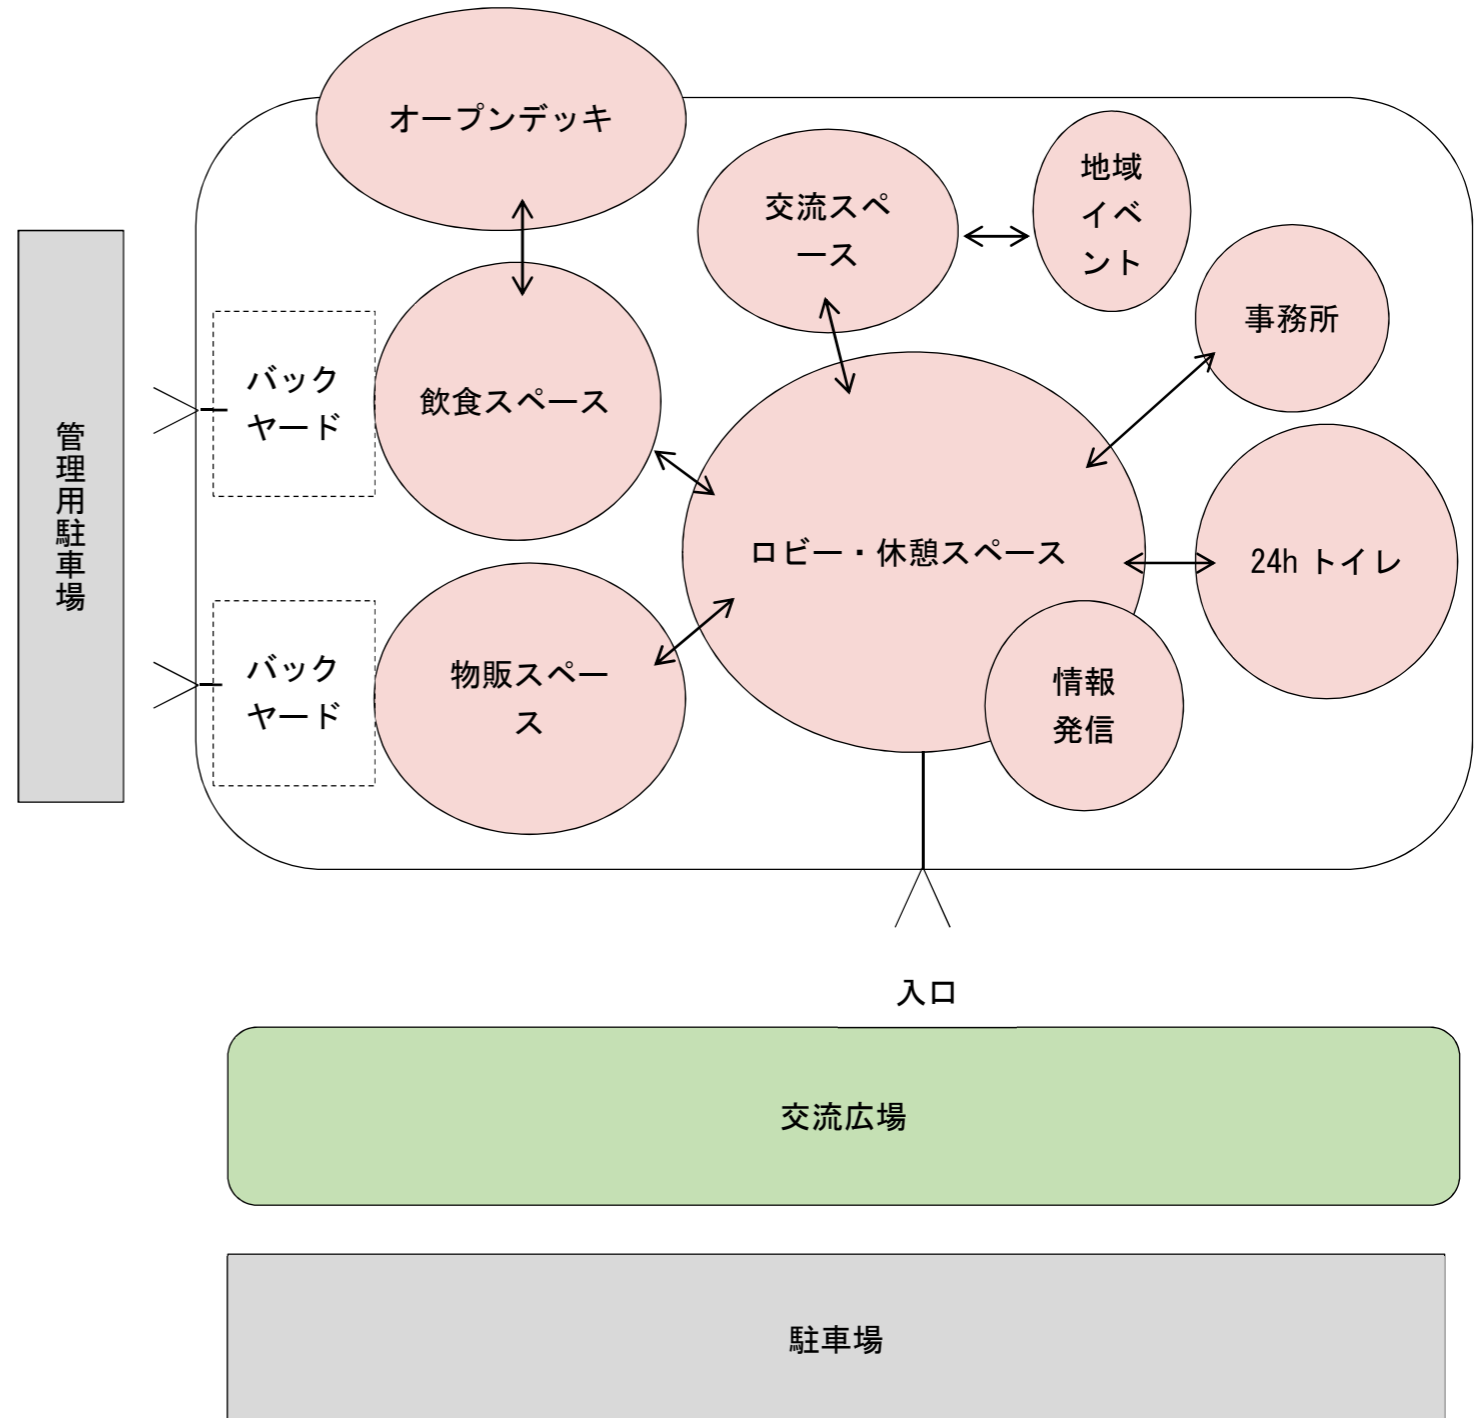 オープンデッキ
交流スペ
ース
地域
イベ
ント
事務所
バック
ヤード
飲食スペース
管理用駐車場
ロビー・休憩スペース
24h トイレ
バック
ヤード
物販スペー
ス
情報
発信
入口
交流広場
駐車場